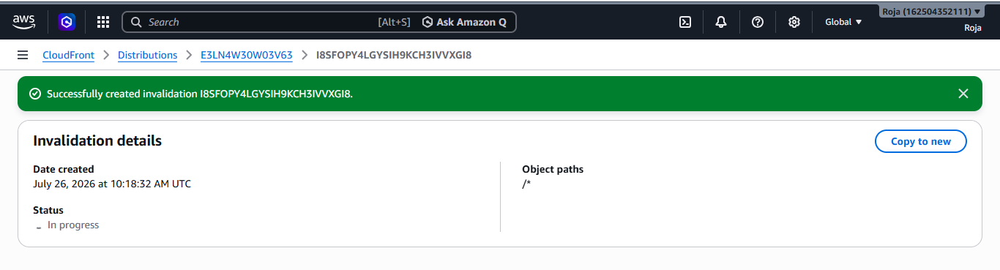 aws
Search [Alt+S] Ask Amazon Q
Global ▼
Roja (162504352111) ▼
Roja
CloudFront > Distributions > E3LN4W30W03V63 > I8SFOPY4LGYSIH9KCH3IVVXGI8
Successfully created invalidation I8SFOPY4LGYSIH9KCH3IVVXGI8.
Invalidation details
Copy to new
Date created
July 26, 2026 at 10:18:32 AM UTC
Object paths
/*
Status
In progress